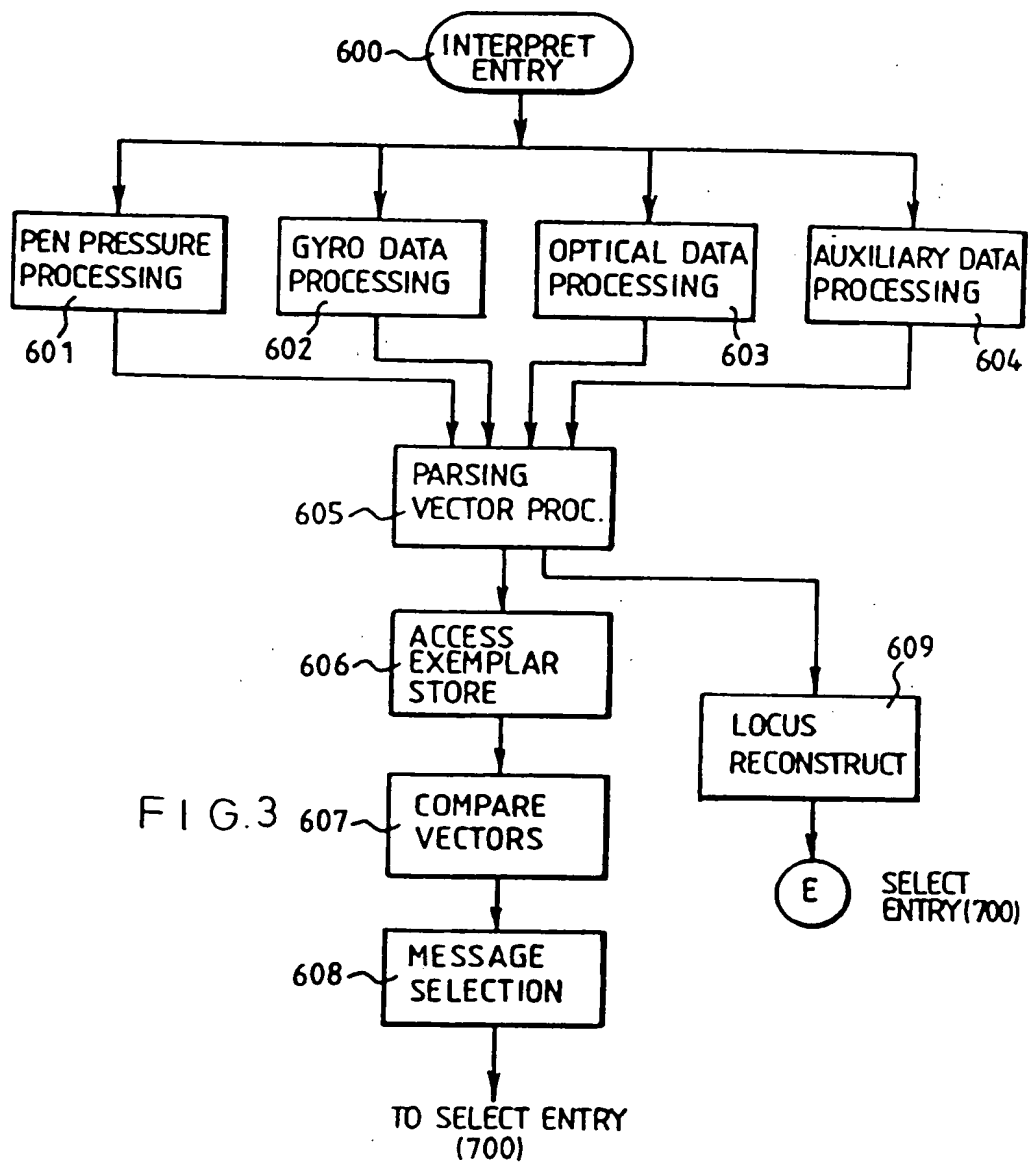 600
INTERPRET
ENTRY
PEN PRESSURE
PROCESSING
601
GYRO DATA
PROCESSING
602
OPTICAL DATA
PROCESSING
603
AUXILIARY DATA
PROCESSING
604
PARSING
VECTOR PROC.
605
ACCESS
EXEMPLAR
STORE
606
609
LOCUS
RECONSTRUCT
FIG.3
607
COMPARE
VECTORS
E
SELECT
ENTRY(700)
608
MESSAGE
SELECTION
TO SELECT ENTRY
(700)